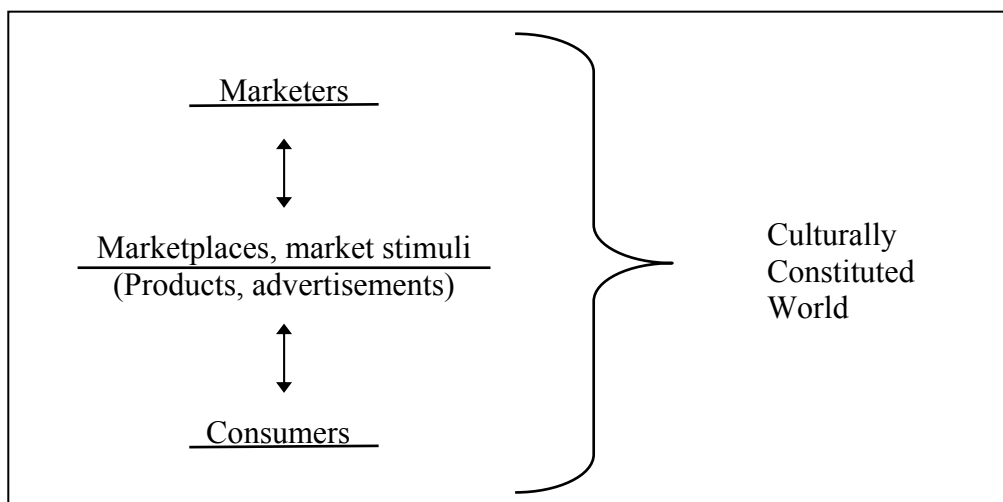 Marketers
Marketplaces, market stimuli
(Products, advertisements)
Consumers
Culturally
Constituted
World